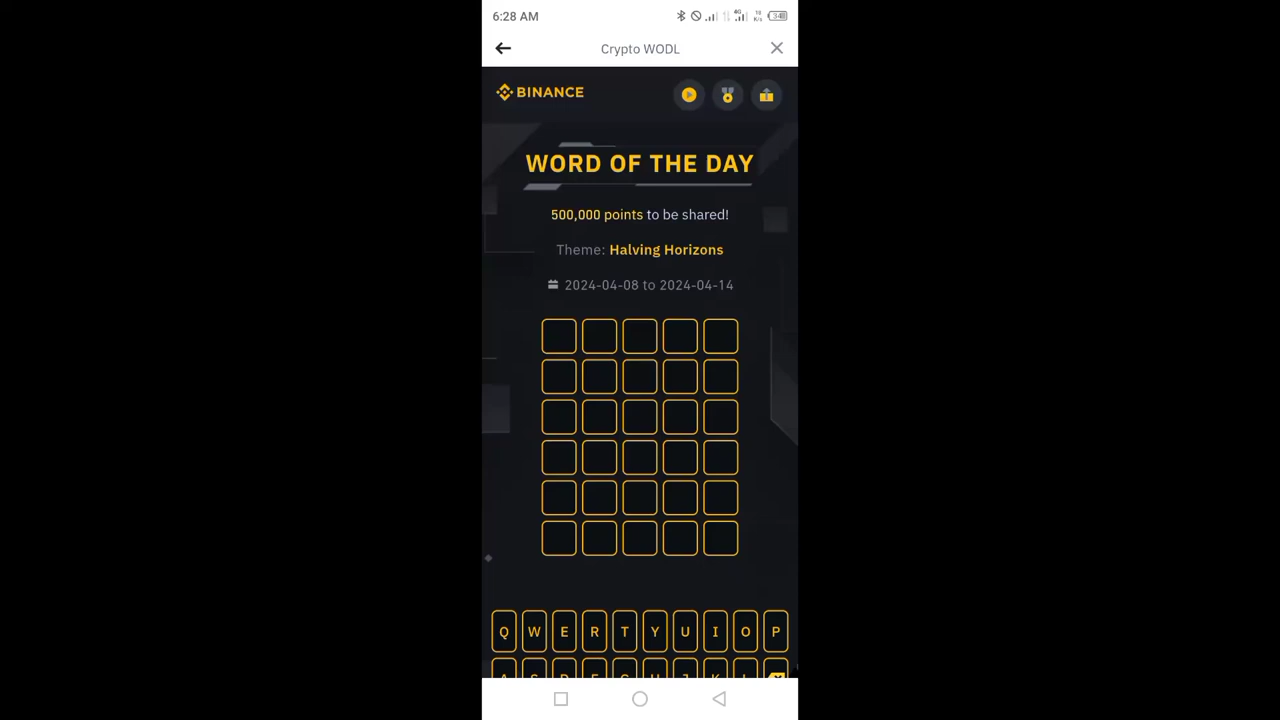 6:28 AM
Crypto WODL
BINANCE
WORD OF THE DAY
500,000 points to be shared!
Theme: Halving Horizons
2024-04-08 to 2024-04-14
Q W E R T Y U I O P